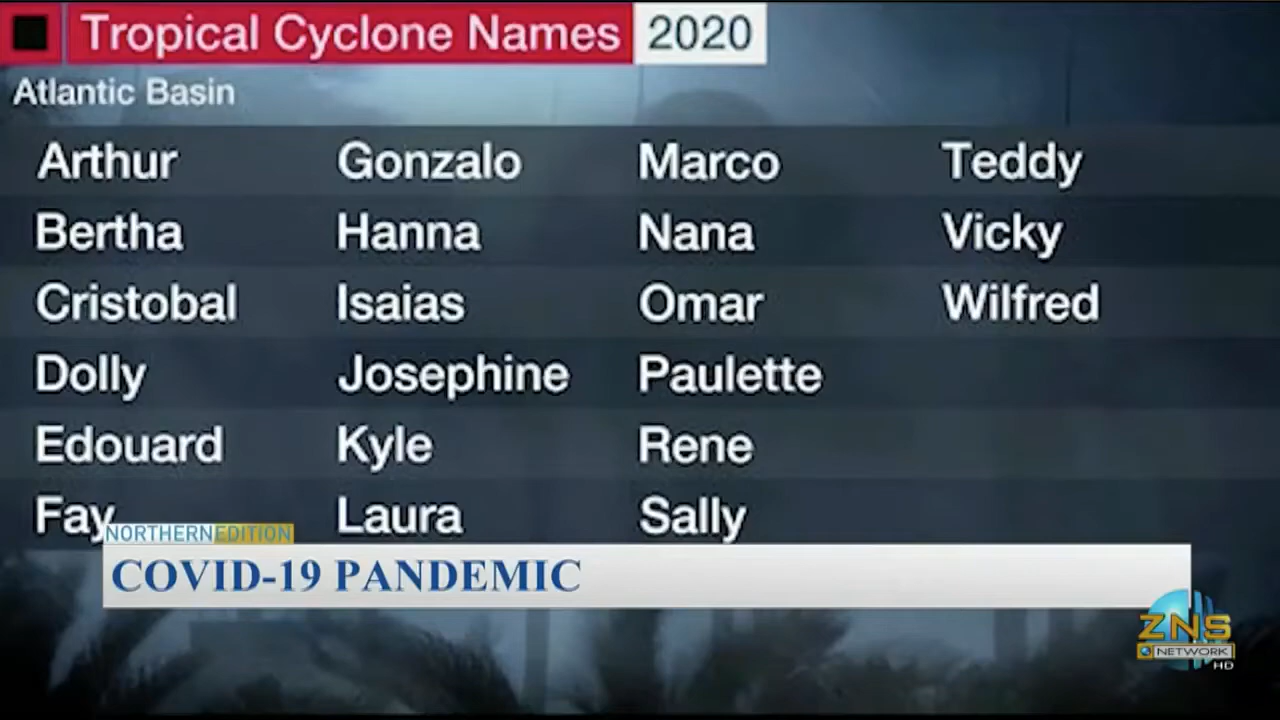 Tropical Cyclone Names 2020
Atlantic Basin
Arthur Gonzalo Marco Teddy
Bertha Hanna Nana Vicky
Cristobal Isaias Omar Wilfred
Dolly Josephine Paulette
Edouard Kyle Rene
Fay Laura Sally
NORTHERN EDITION
COVID-19 PANDEMIC
ZNS
NETWORK
HD